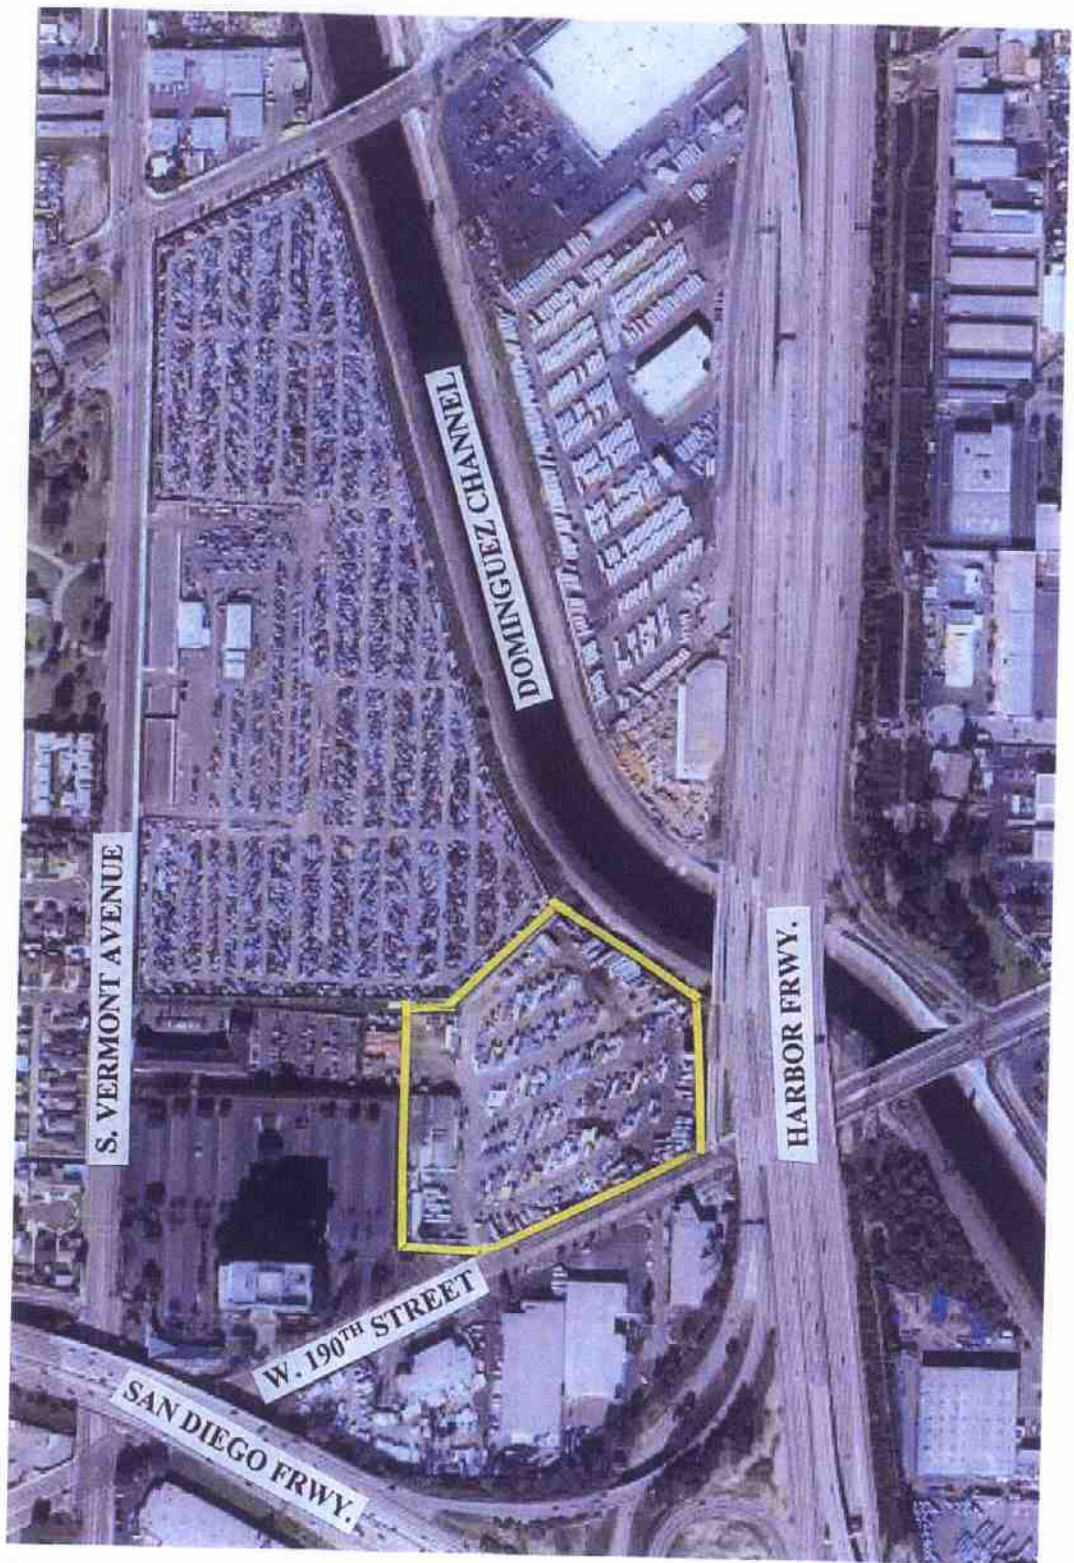 DOMINGUEZ CHANNEL
S. VERMONT AVENUE
HARBOR FRWY.
W. 190TH STREET
SAN DIEGO FRWY.